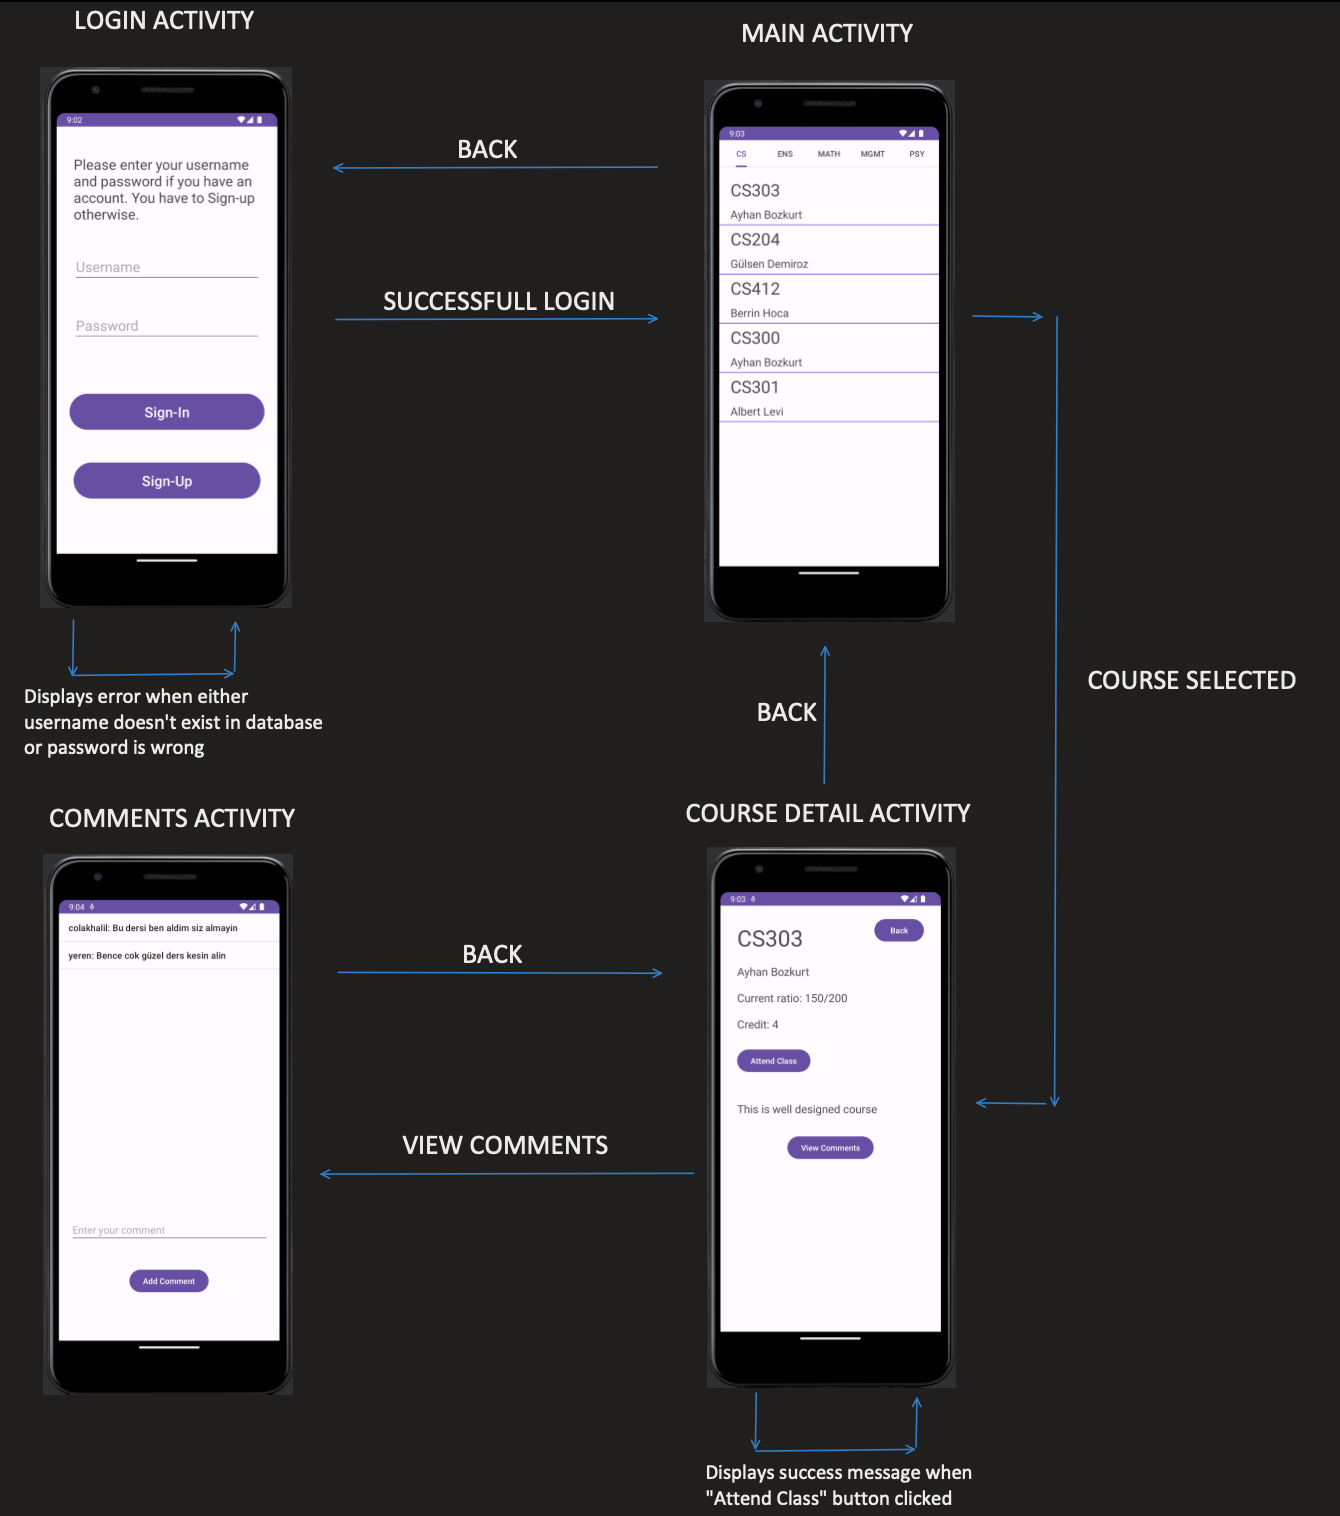 LOGIN ACTIVITY
9:02
Please enter your username
and password if you have an
account. You have to Sign-up
otherwise.
Username
Password
Sign-In
Sign-Up
Displays error when either
username doesn't exist in database
or password is wrong
BACK
SUCCESSFULL LOGIN
MAIN ACTIVITY
9:03
CS ENS MATH MGMT PSY
CS303
Ayhan Bozkurt
CS204
Gülsen Demiroz
CS412
Berrin Hoca
CS300
Ayhan Bozkurt
CS301
Albert Levi
COURSE SELECTED
BACK
COMMENTS ACTIVITY
9:04
colakhalil: Bu dersi ben aldim siz almayin
yeren: Bence cok güzel ders kesin alin
Enter your comment
Add Comment
BACK
VIEW COMMENTS
COURSE DETAIL ACTIVITY
9:03
Back
CS303
Ayhan Bozkurt
Current ratio: 150/200
Credit: 4
Attend Class
This is well designed course
View Comments
Displays success message when
"Attend Class" button clicked